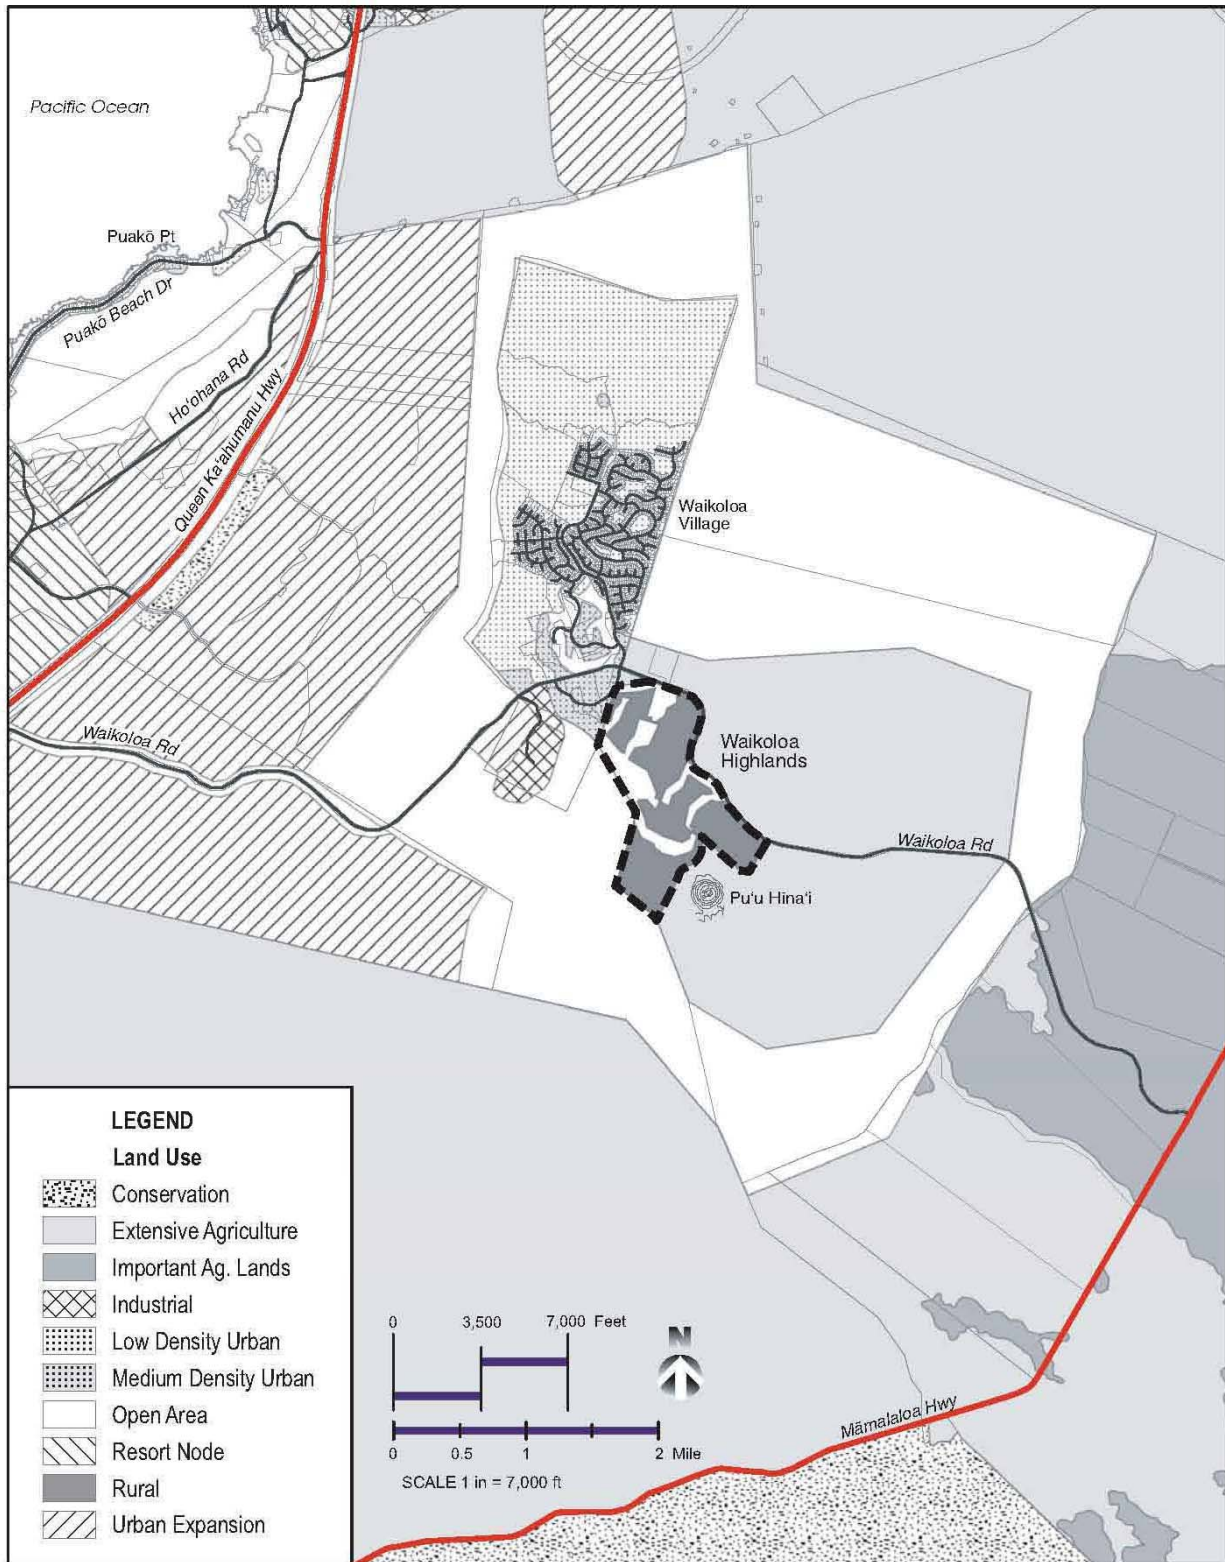 Pacific Ocean
Puakō Pt
Puakō Beach Dr
Ho‘ohana Rd
Queen Ka‘ahumanu Hwy
Waikoloa
Village
Waikoloa Rd
Waikoloa
Highlands
Waikoloa Rd
Pu‘u Hina‘i
LEGEND
Land Use
Conservation
Extensive Agriculture
Important Ag. Lands
Industrial
Low Density Urban
Medium Density Urban
Open Area
Resort Node
Rural
Urban Expansion
0 3,500 7,000 Feet
0 0.5 1 2 Mile
SCALE 1 in = 7,000 ft
N
Māmalaloa Hwy